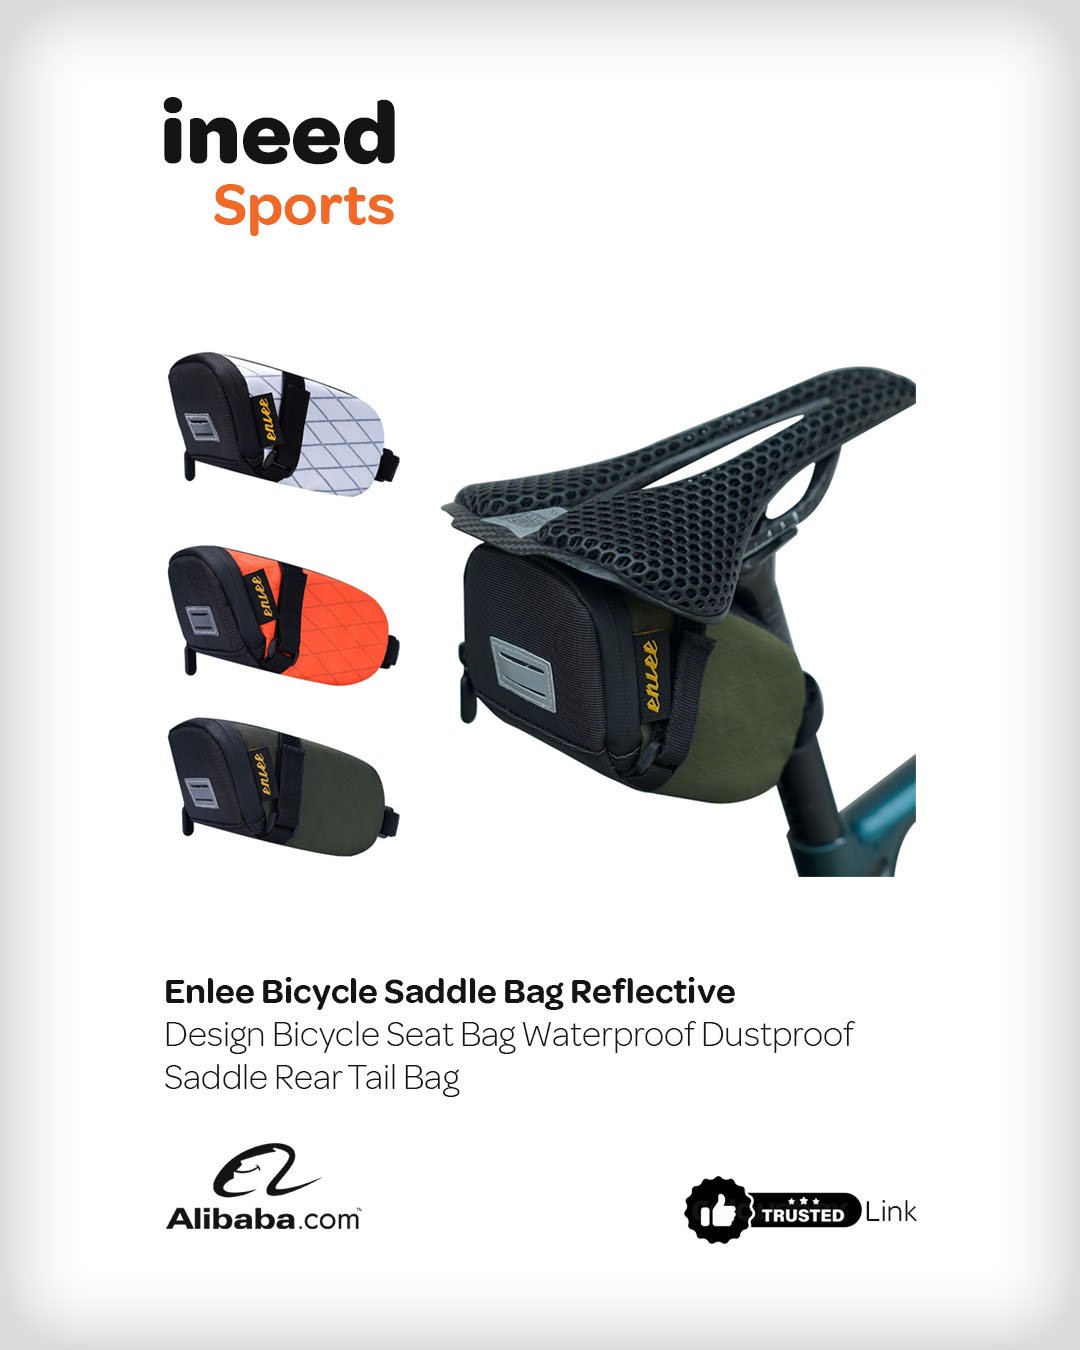 ineed
Sports
enlee
enlee
enlee
enlee
Enlee Bicycle Saddle Bag Reflective
Design Bicycle Seat Bag Waterproof Dustproof
Saddle Rear Tail Bag
Alibaba.com
TRUSTED Link